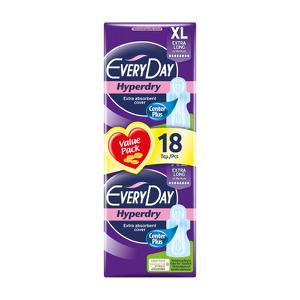 XL
EXTRA
LONG
EVERYDAY
Hyperdry
Extra absorbent
cover
Center
Plus
Value
Pack
18
Τεμ./Pcs
EXTRA
LONG
EVERYDAY
Hyperdry
Extra absorbent
cover
Center
Plus